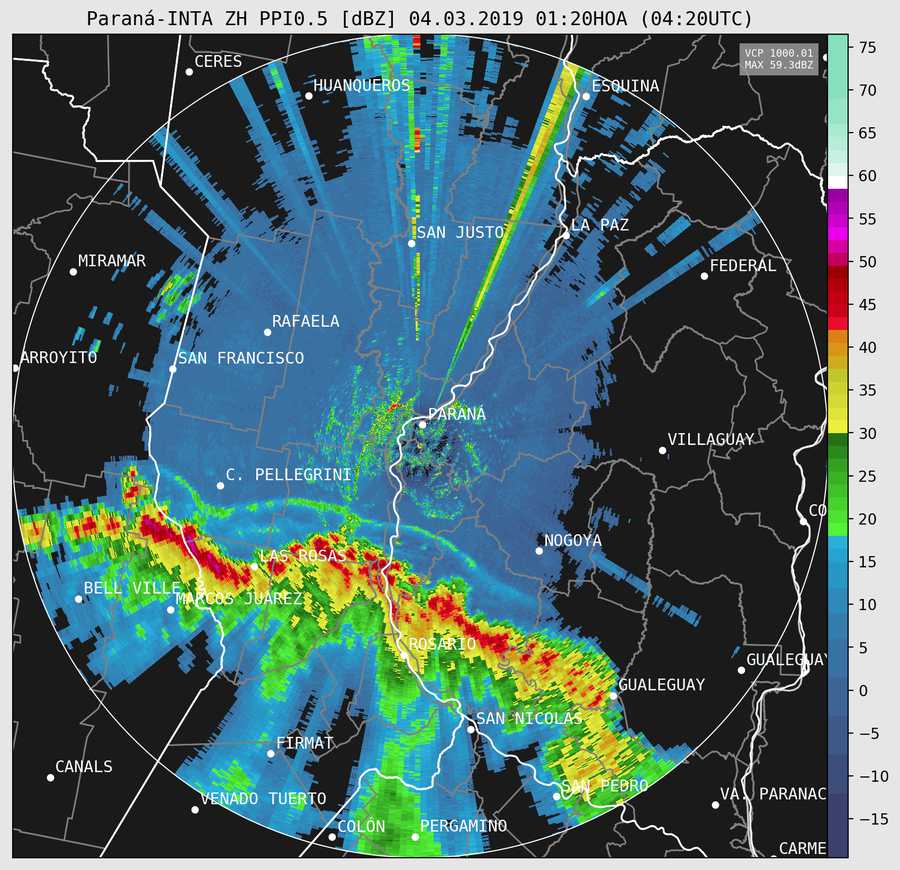 Paraná-INTA ZH PPI0.5 [dBZ] 04.03.2019 01:20HOA (04:20UTC)
VCP 1000.01
MAX 59.3dBZ
75
70
65
60
55
50
45
40
35
30
25
20
15
10
5
0
−5
−10
−15
CERES
HUANQUEROS
ESQUINA
SAN JUSTO
LA PAZ
MIRAMAR
FEDERAL
RAFAELA
ARROYITO
SAN FRANCISCO
PARANÁ
VILLAGUAY
C. PELLEGRINI
CO
NOGOYA
LAS ROSAS
BELL VILLE
MARCOS JUAREZ
ROSARIO
GUALEGUAY
GUALEGUAY
SAN NICOLAS
FIRMAT
CANALS
SAN PEDRO
VENADO TUERTO
VA. PARANAC
COLÓN
PERGAMINO
CARME